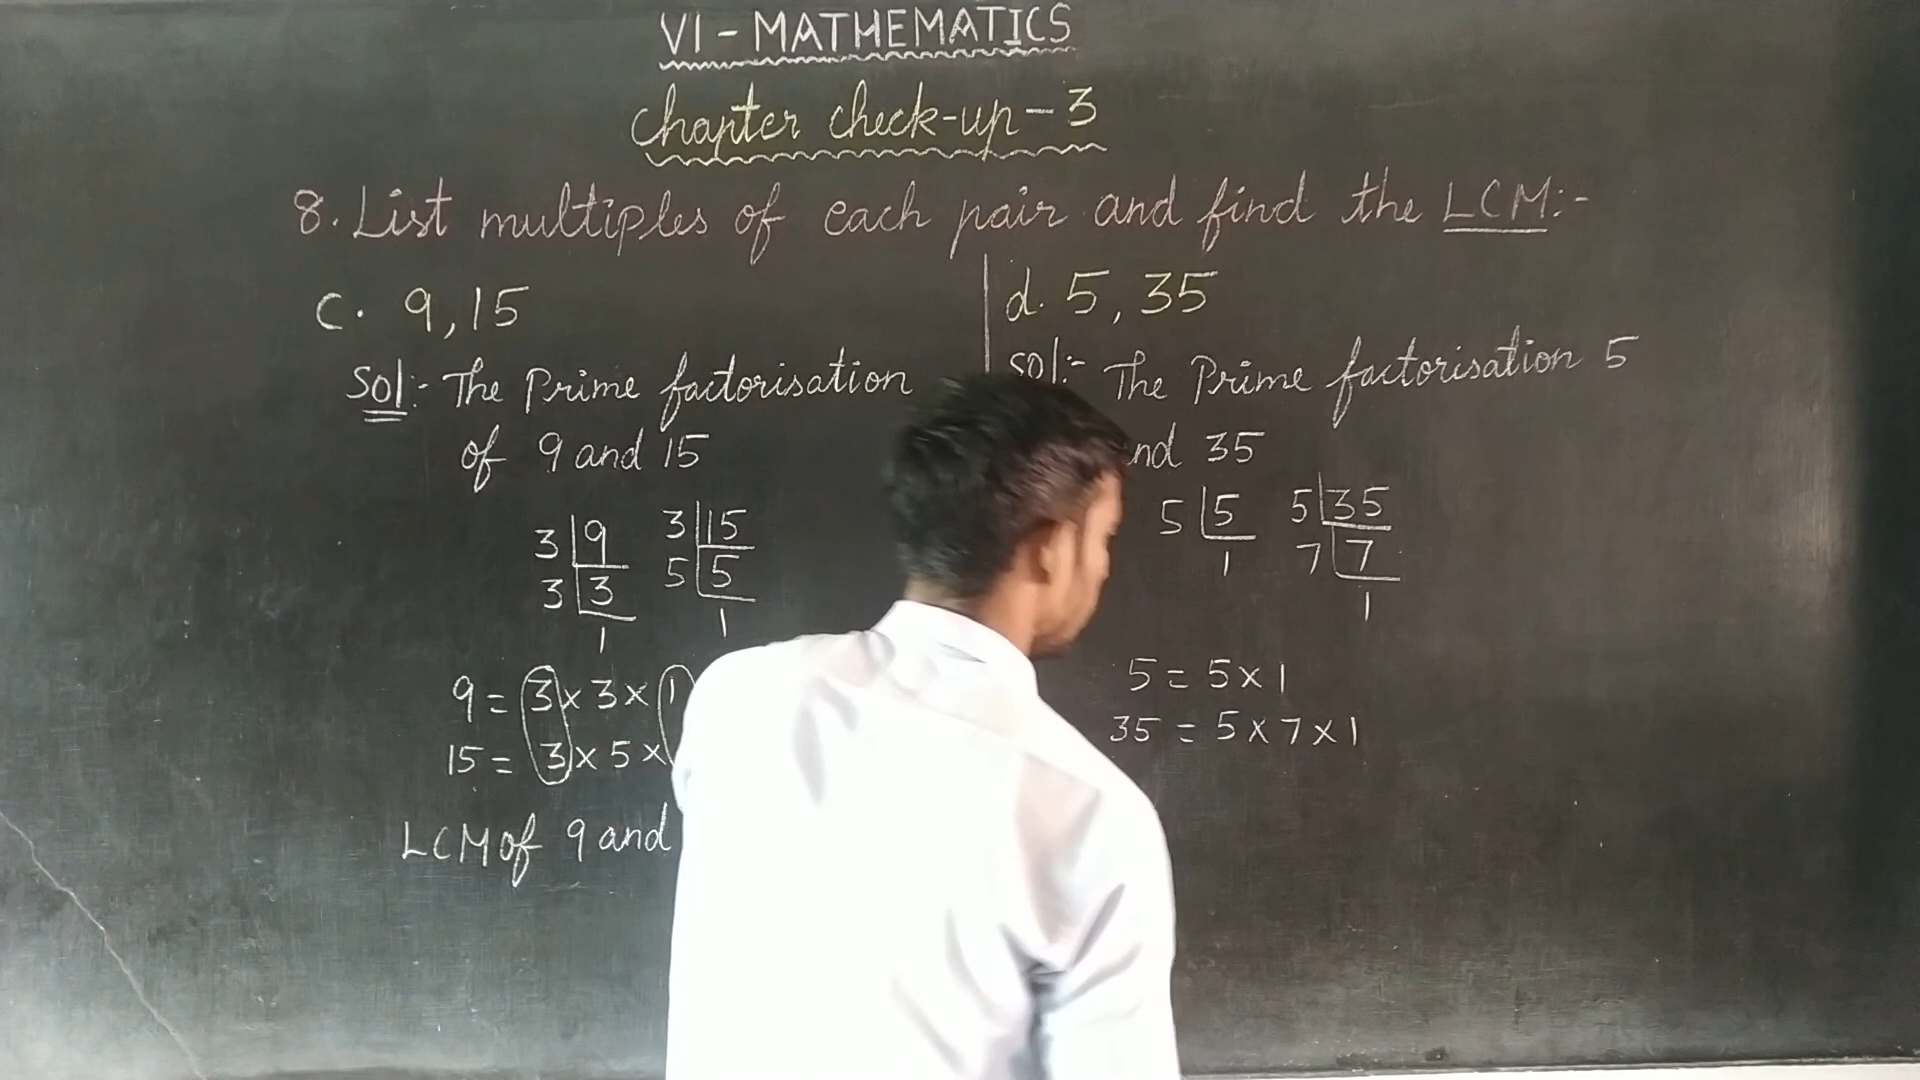 VI - MATHEMATICS
Chapter check-up - 3
8. List multiples of each pair and find the LCM:-
c. 9, 15
Sol:- The Prime factorisation
of 9 and 15
3 | 9
3 | 3
1
3 | 15
5 | 5
1
9 = 3 × 3 × 1
15 = 3 × 5 ×
LCM of 9 and
d. 5, 35
Sol:- The Prime factorisation 5
35
5 | 5
1
5 | 35
7 | 7
1
5 = 5 × 1
35 = 5 × 7 × 1